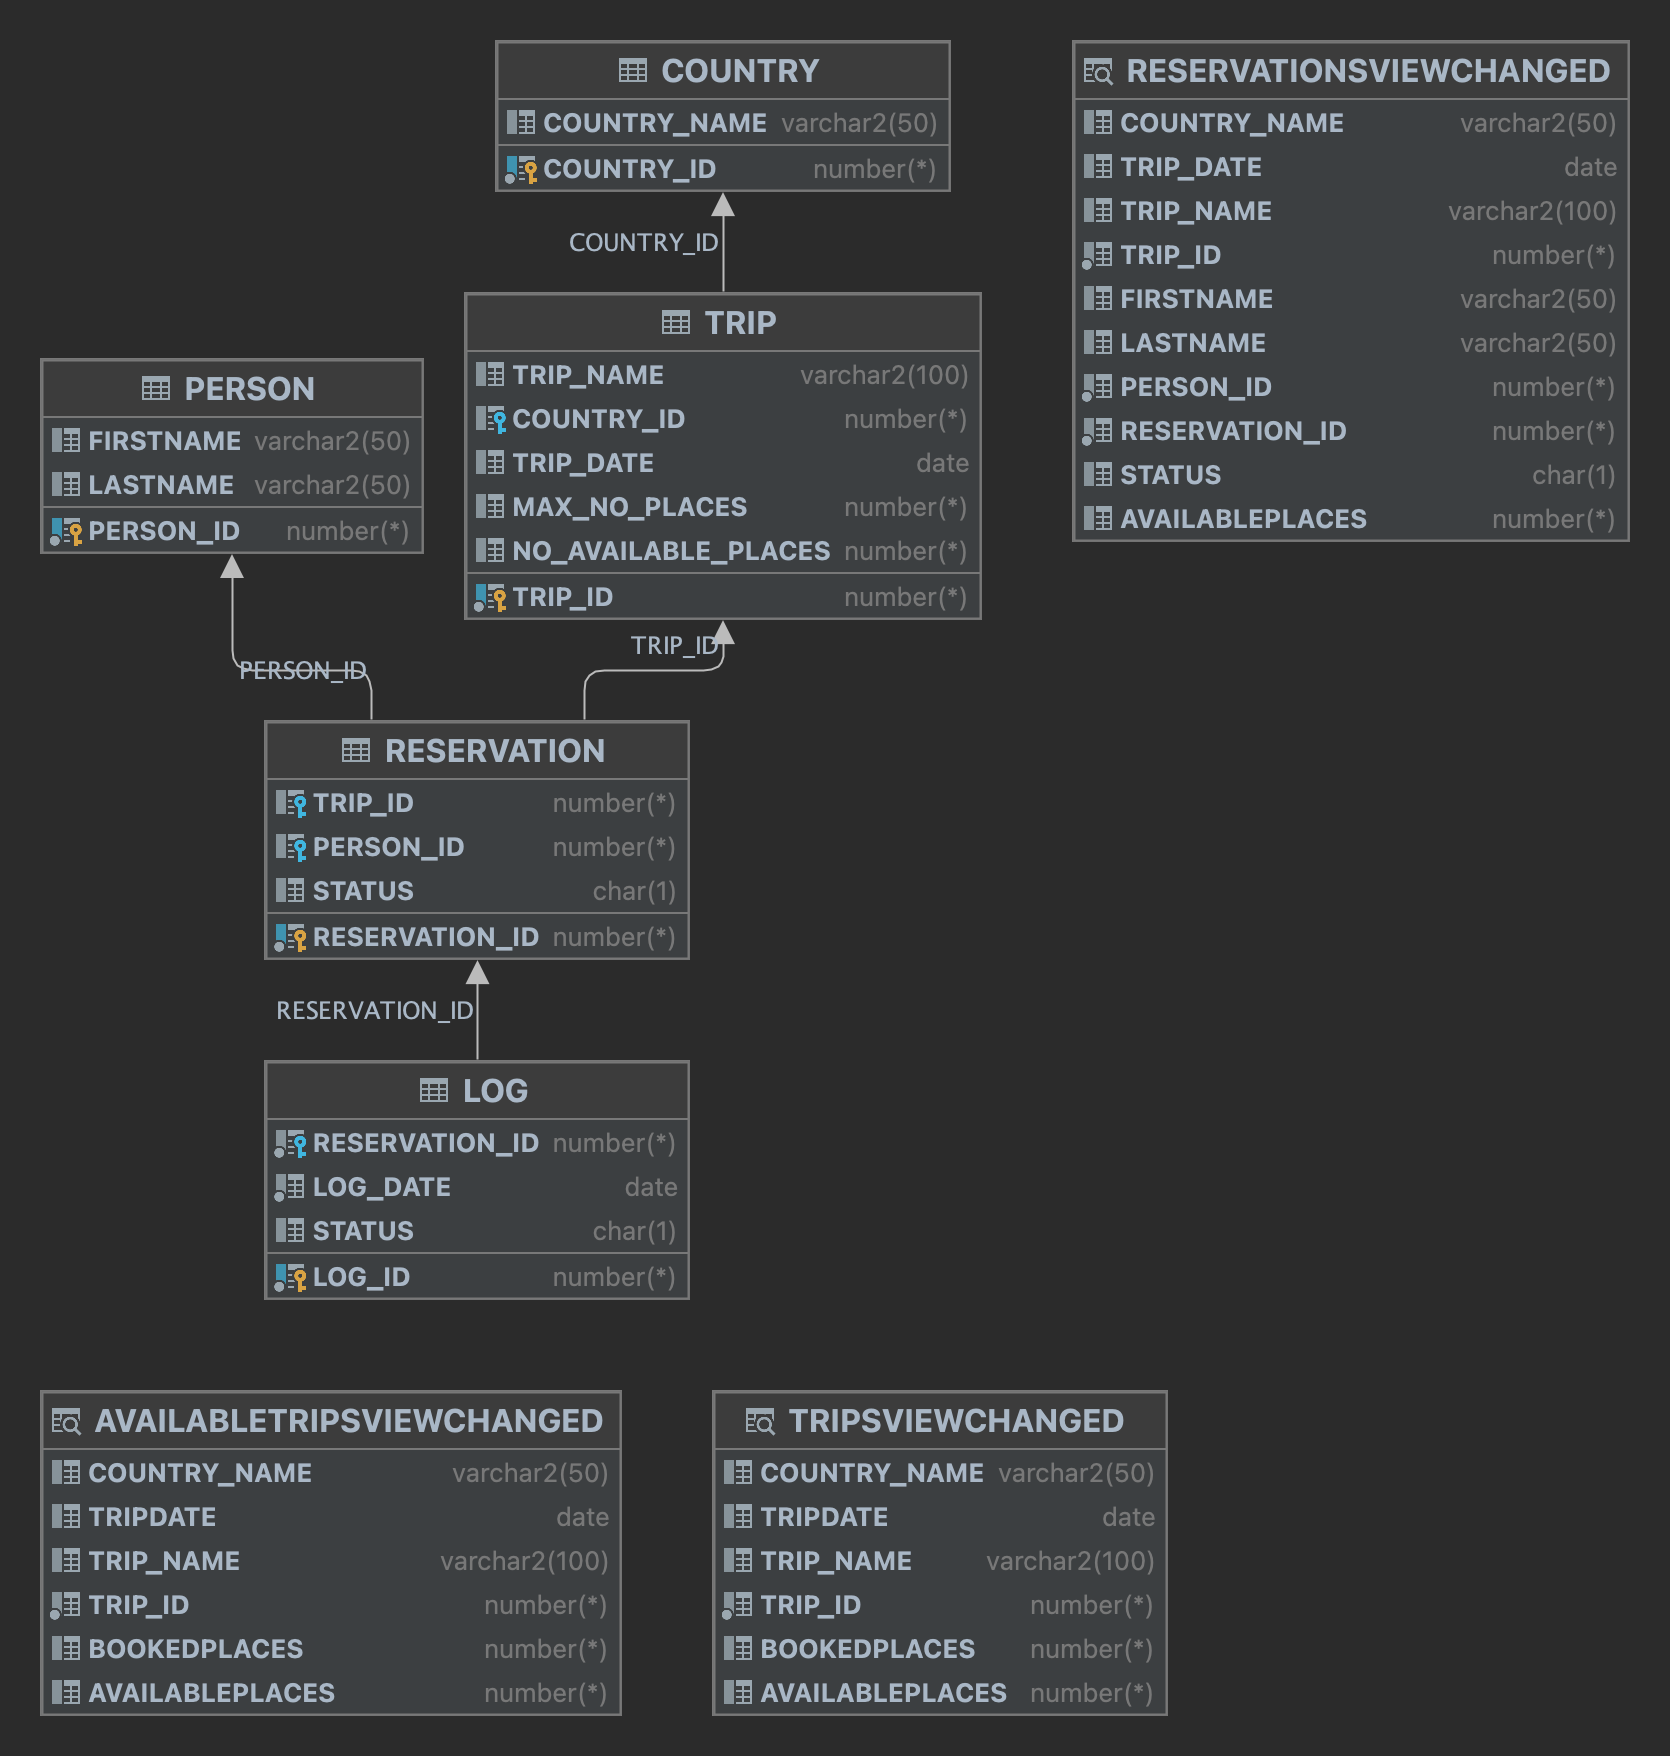 COUNTRY
COUNTRY_NAME varchar2(50)
COUNTRY_ID number(*)
RESERVATIONSVIEWCHANGED
COUNTRY_NAME varchar2(50)
TRIP_DATE date
TRIP_NAME varchar2(100)
TRIP_ID number(*)
FIRSTNAME varchar2(50)
LASTNAME varchar2(50)
PERSON_ID number(*)
RESERVATION_ID number(*)
STATUS char(1)
AVAILABLEPLACES number(*)
COUNTRY_ID
TRIP
TRIP_NAME varchar2(100)
COUNTRY_ID number(*)
TRIP_DATE date
MAX_NO_PLACES number(*)
NO_AVAILABLE_PLACES number(*)
TRIP_ID number(*)
PERSON
FIRSTNAME varchar2(50)
LASTNAME varchar2(50)
PERSON_ID number(*)
TRIP_ID
PERSON_ID
RESERVATION
TRIP_ID number(*)
PERSON_ID number(*)
STATUS char(1)
RESERVATION_ID number(*)
RESERVATION_ID
LOG
RESERVATION_ID number(*)
LOG_DATE date
STATUS char(1)
LOG_ID number(*)
AVAILABLETRIPSVIEWCHANGED
COUNTRY_NAME varchar2(50)
TRIPDATE date
TRIP_NAME varchar2(100)
TRIP_ID number(*)
BOOKEDPLACES number(*)
AVAILABLEPLACES number(*)
TRIPSVIEWCHANGED
COUNTRY_NAME varchar2(50)
TRIPDATE date
TRIP_NAME varchar2(100)
TRIP_ID number(*)
BOOKEDPLACES number(*)
AVAILABLEPLACES number(*)